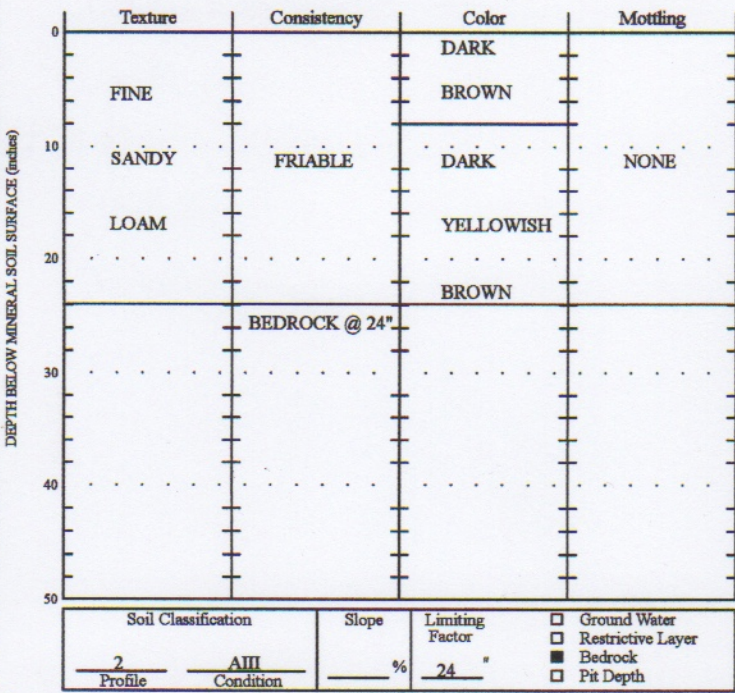 Texture Consistency Color Mottling
DEPTH BELOW MINERAL SOIL SURFACE (inches)
0
DARK
FINE BROWN
10
SANDY FRIABLE DARK NONE
LOAM YELLOWISH
20
BROWN
BEDROCK @ 24"
30
40
50
Soil Classification Slope Limiting Factor
2 AIII % 24 "
Profile Condition
Ground Water
Restrictive Layer
Bedrock
Pit Depth